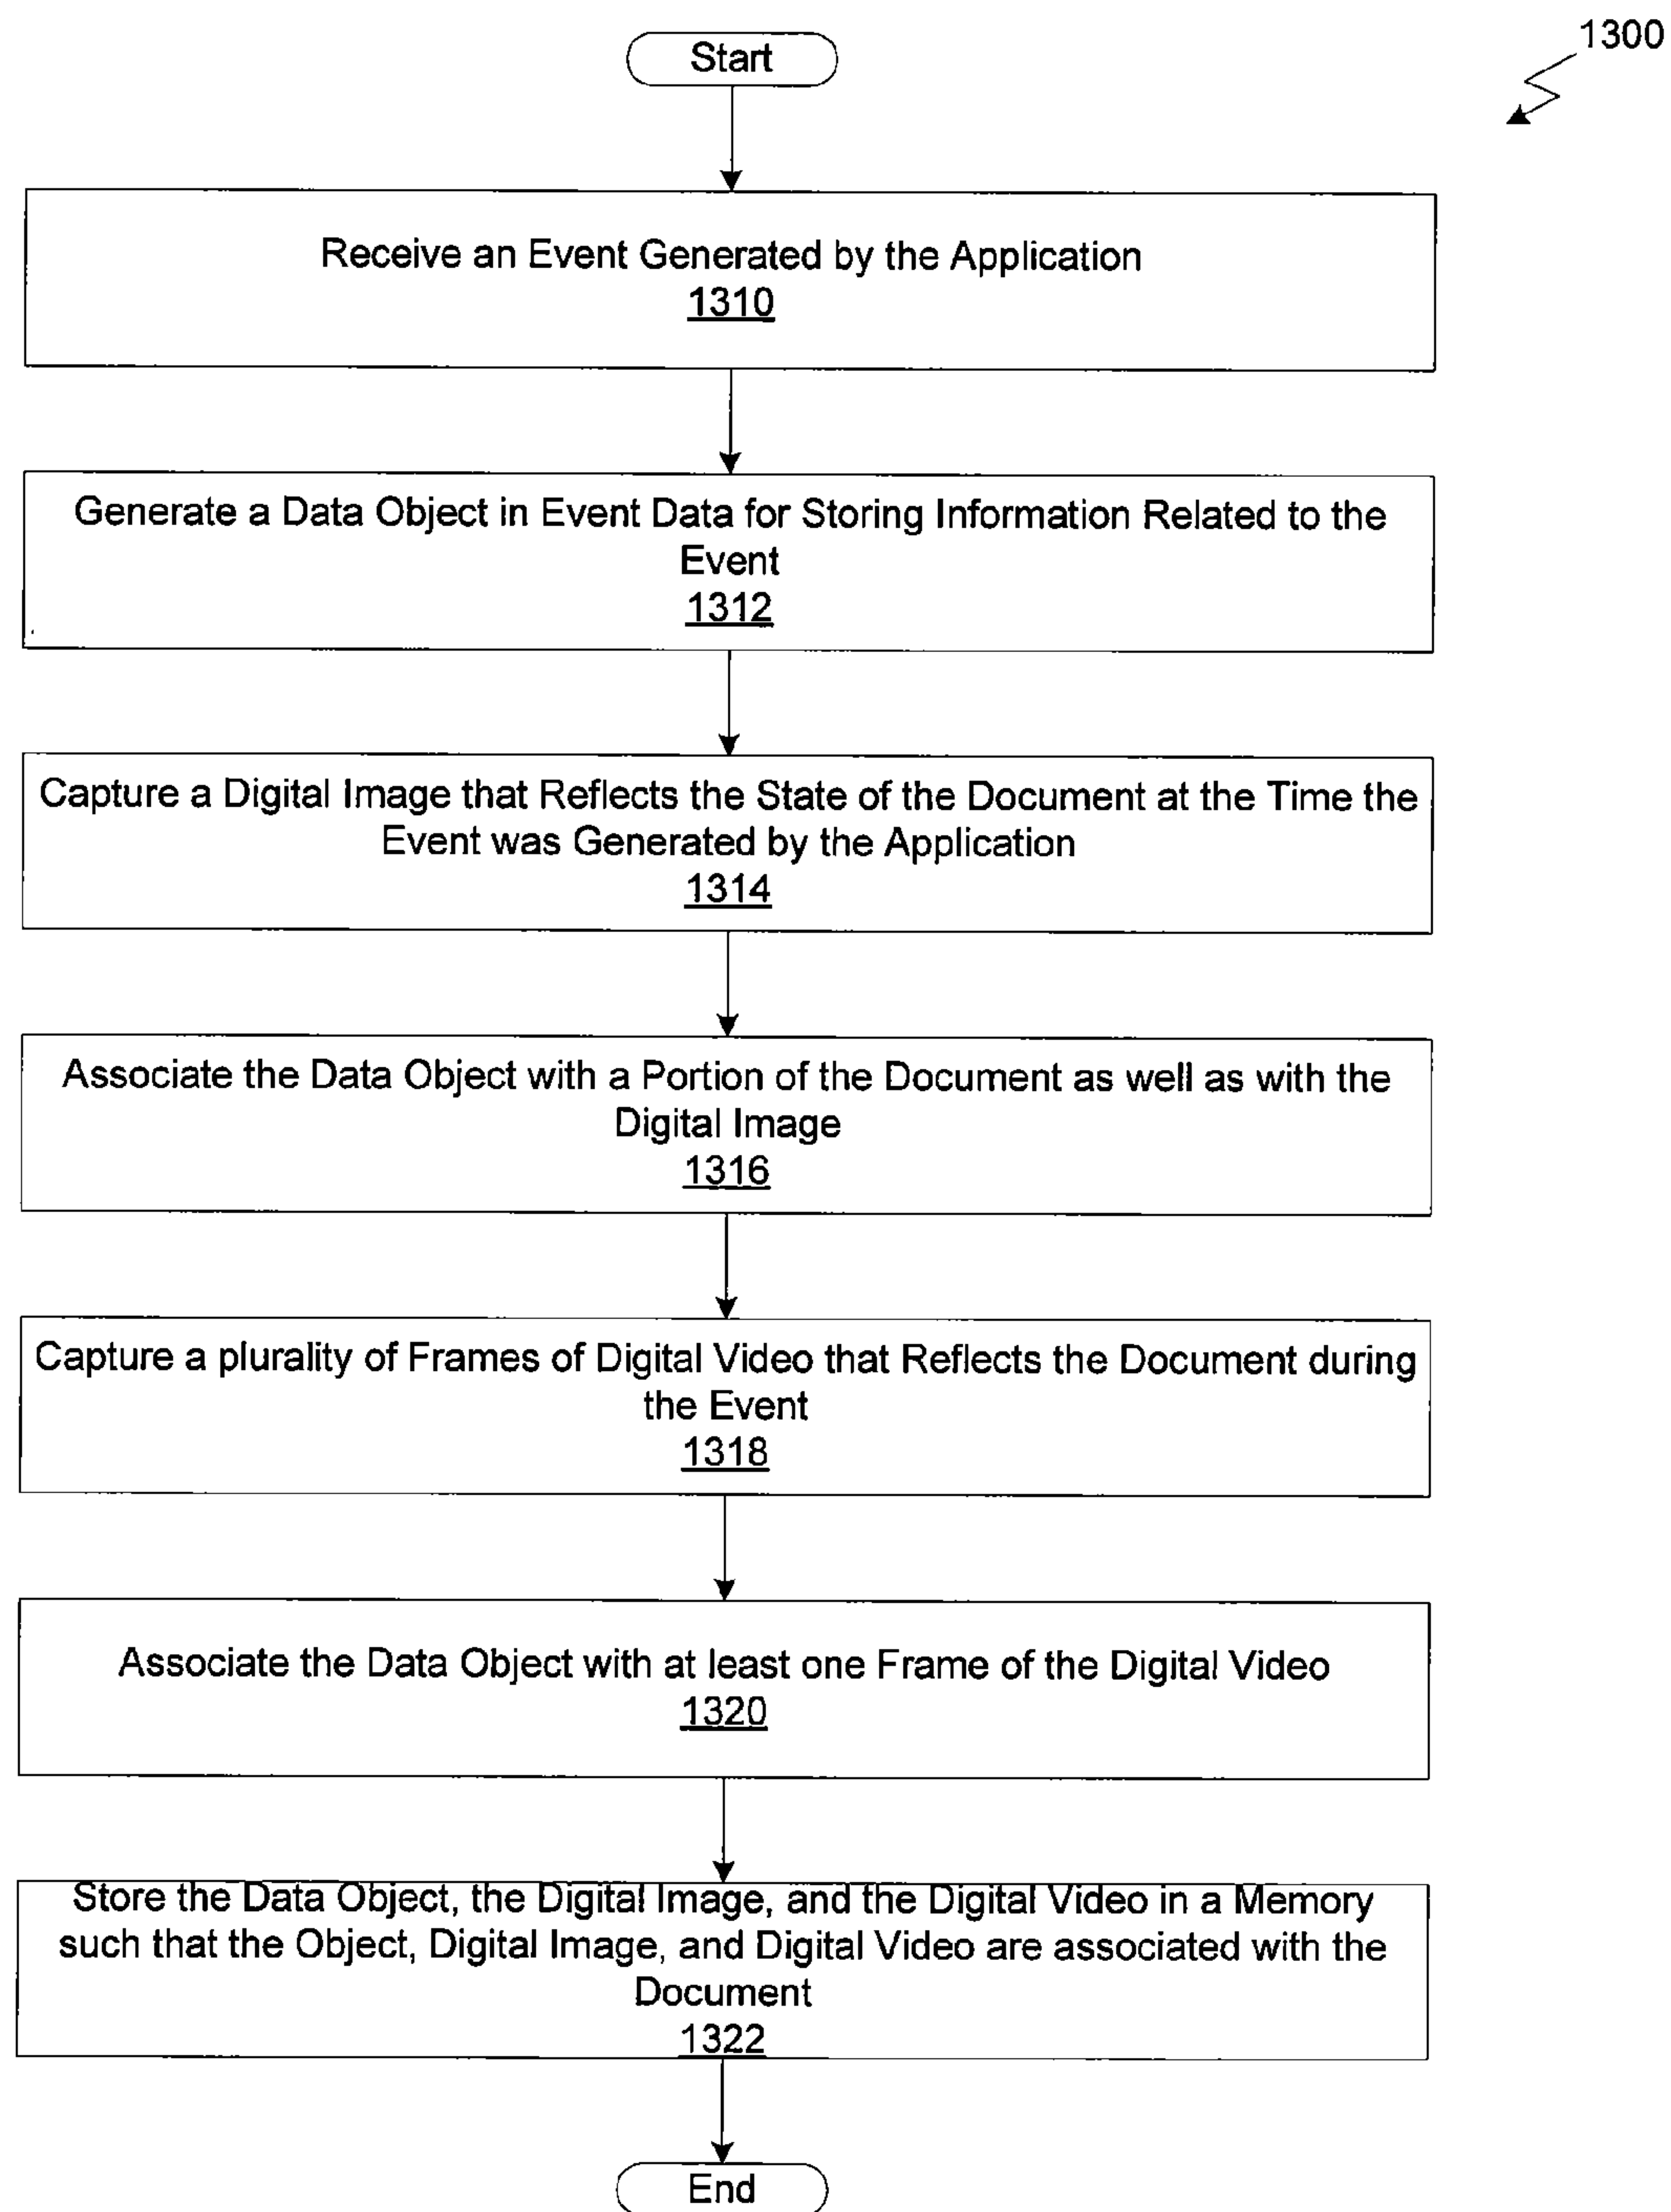 1300
Start
Receive an Event Generated by the Application
1310
Generate a Data Object in Event Data for Storing Information Related to the
Event
1312
Capture a Digital Image that Reflects the State of the Document at the Time the
Event was Generated by the Application
1314
Associate the Data Object with a Portion of the Document as well as with the
Digital Image
1316
Capture a plurality of Frames of Digital Video that Reflects the Document during
the Event
1318
Associate the Data Object with at least one Frame of the Digital Video
1320
Store the Data Object, the Digital Image, and the Digital Video in a Memory
such that the Object, Digital Image, and Digital Video are associated with the
Document
1322
End